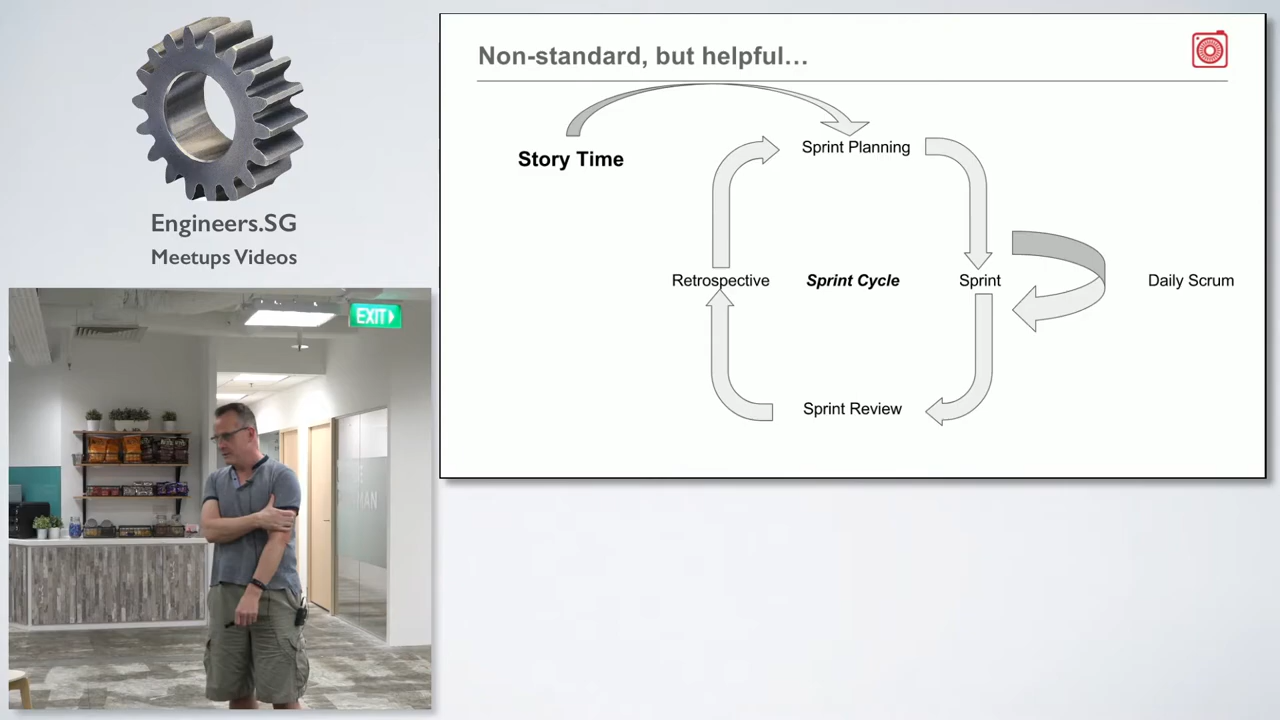 Engineers.SG
Meetups Videos
EXIT
KAN
Non-standard, but helpful…
Story Time
Sprint Planning
Retrospective
Sprint Cycle
Sprint
Daily Scrum
Sprint Review